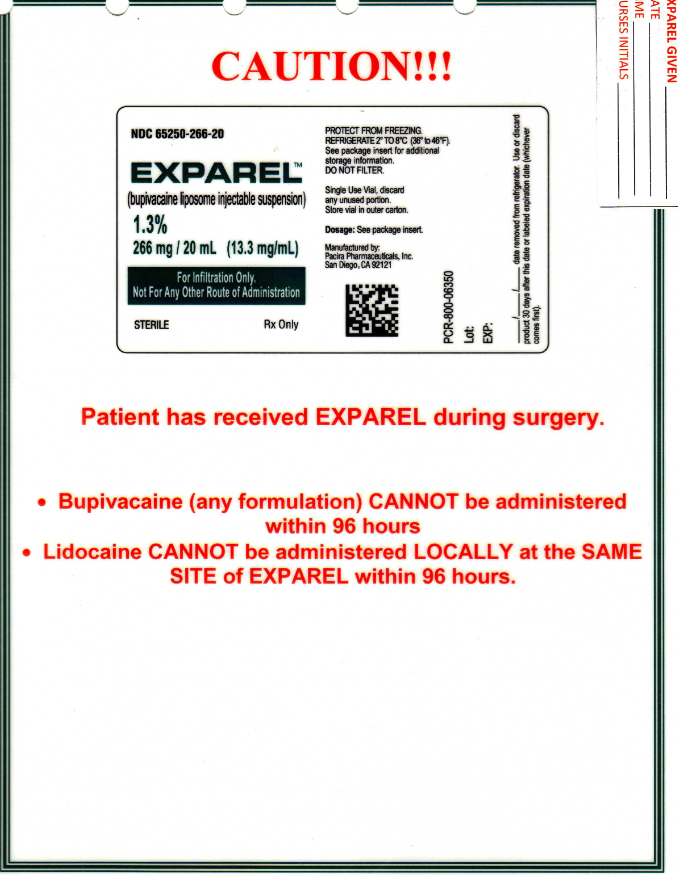 XPAREL GIVEN
ATE
ME
URSES INITIALS
CAUTION!!!
NDC 65250-266-20
EXPAREL™
(bupivacaine liposome injectable suspension)
1.3%
266 mg / 20 mL (13.3 mg/mL)
For Infiltration Only.
Not For Any Other Route of Administration
STERILE Rx Only
PROTECT FROM FREEZING.
REFRIGERATE 2° TO 8°C (36° to 46°F).
See package insert for additional
storage information.
DO NOT FILTER.
Single Use Vial, discard
any unused portion.
Store vial in outer carton.
Dosage: See package insert.
Manufactured by:
Pacira Pharmaceuticals, Inc.
San Diego, CA 92121
PCR-800-06350
Lot:
EXP:
___/___/___ date removed from refrigerator. Use or discard
product 30 days after this date or labeled expiration date (whichever
comes first).
Patient has received EXPAREL during surgery.
• Bupivacaine (any formulation) CANNOT be administered
within 96 hours
• Lidocaine CANNOT be administered LOCALLY at the SAME
SITE of EXPAREL within 96 hours.